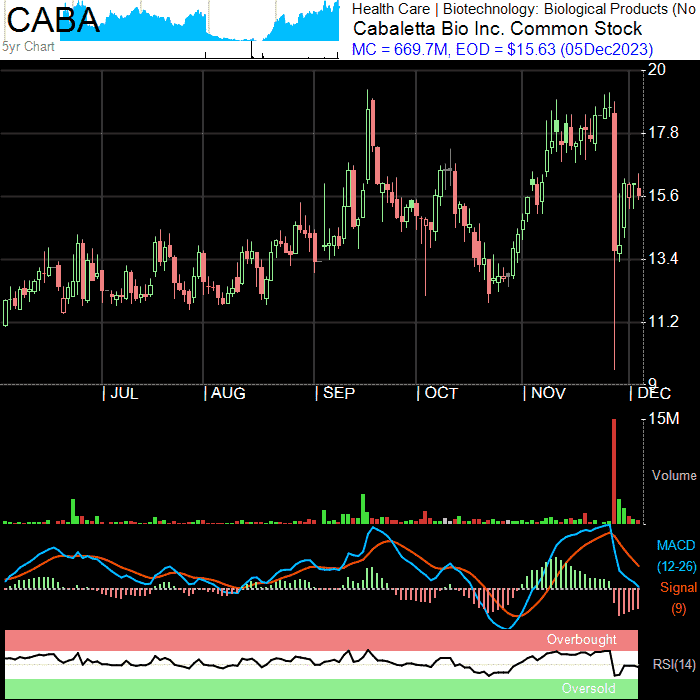 CABA
5yr Chart
Health Care | Biotechnology: Biological Products (No
Cabaletta Bio Inc. Common Stock
MC = 669.7M, EOD = $15.63 (05Dec2023)
20
17.8
15.6
13.4
11.2
9
JUL AUG SEP OCT NOV DEC
15M
Volume
MACD
(12-26)
Signal
(9)
Overbought
RSI(14)
Oversold